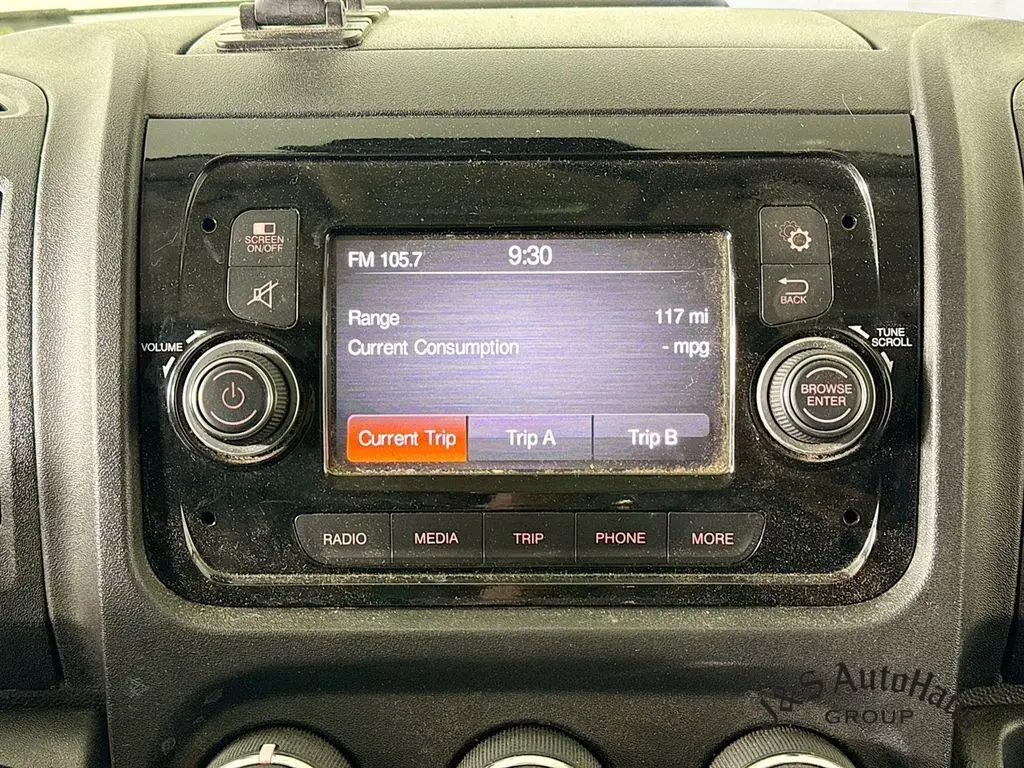 SCREEN
ON/OFF
FM 105.7
9:30
Range 117 mi
Current Consumption - mpg
Current Trip Trip A Trip B
BACK
VOLUME
TUNE
SCROLL
BROWSE
ENTER
RADIO MEDIA TRIP PHONE MORE
J&S AutoHaus
GROUP